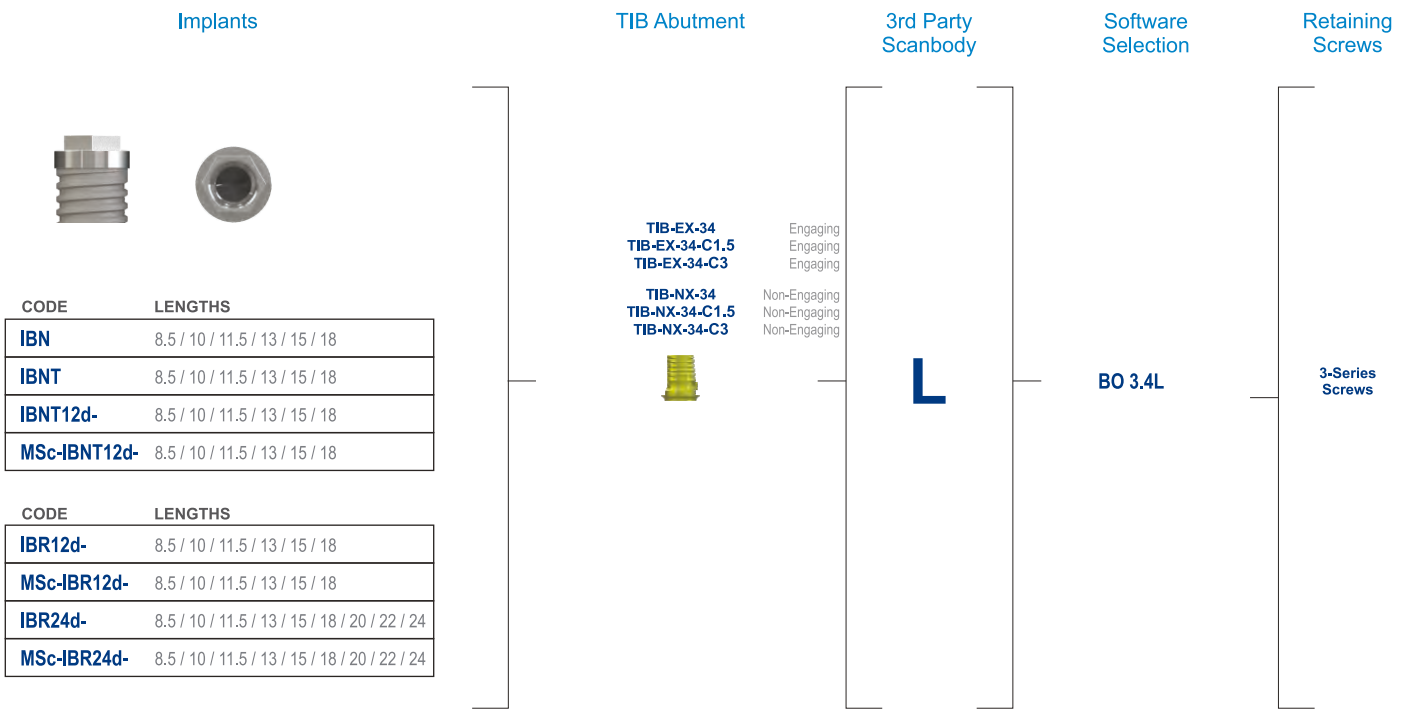 Implants
TIB Abutment
3rd Party
Scanbody
Software
Selection
Retaining
Screws
TIB-EX-34 Engaging
TIB-EX-34-C1.5 Engaging
TIB-EX-34-C3 Engaging
TIB-NX-34 Non-Engaging
TIB-NX-34-C1.5 Non-Engaging
TIB-NX-34-C3 Non-Engaging
CODE LENGTHS
IBN 8.5 / 10 / 11.5 / 13 / 15 / 18
IBNT 8.5 / 10 / 11.5 / 13 / 15 / 18
IBNT12d- 8.5 / 10 / 11.5 / 13 / 15 / 18
MSc-IBNT12d- 8.5 / 10 / 11.5 / 13 / 15 / 18
CODE LENGTHS
IBR12d- 8.5 / 10 / 11.5 / 13 / 15 / 18
MSc-IBR12d- 8.5 / 10 / 11.5 / 13 / 15 / 18
IBR24d- 8.5 / 10 / 11.5 / 13 / 15 / 18 / 20 / 22 / 24
MSc-IBR24d- 8.5 / 10 / 11.5 / 13 / 15 / 18 / 20 / 22 / 24
L
BO 3.4L
3-Series
Screws